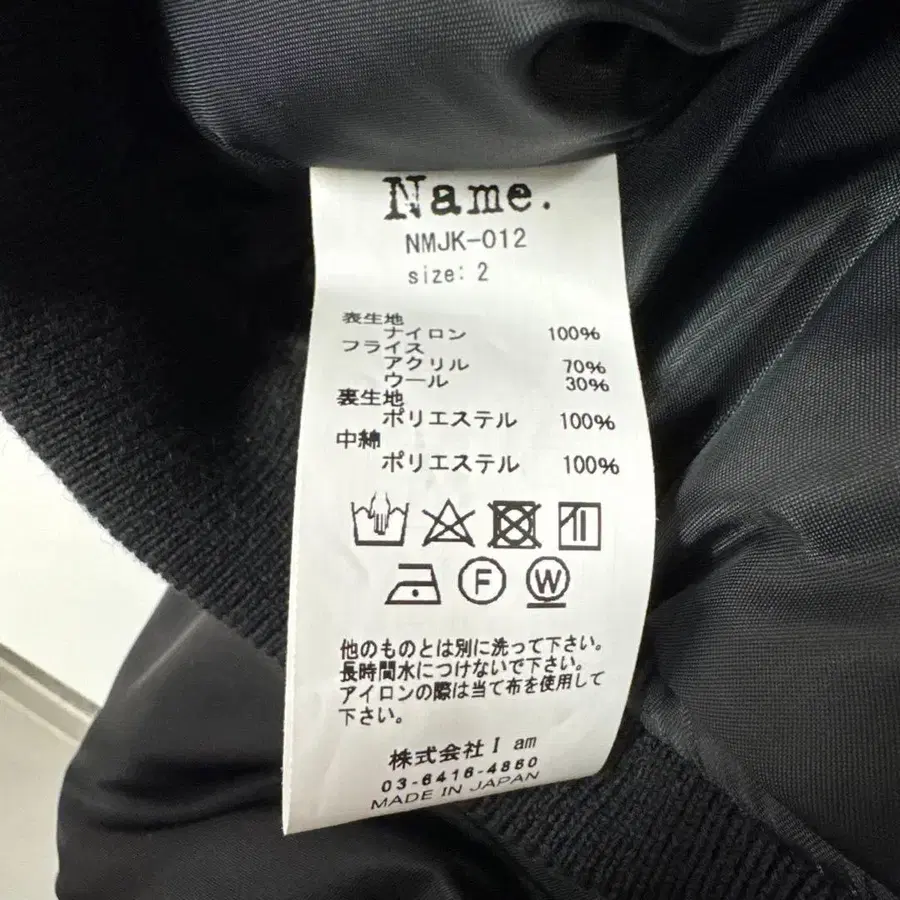 Name.
NMJK-012
size: 2
表生地
ナイロン 100%
フライス
アクリル 70%
ウール 30%
裏生地
ポリエステル 100%
中綿
ポリエステル 100%
F W
他のものとは別に洗って下さい。
長時間水につけないで下さい。
アイロンの際は当て布を使用して
下さい。
株式会社I am
03-6416-4860
MADE IN JAPAN